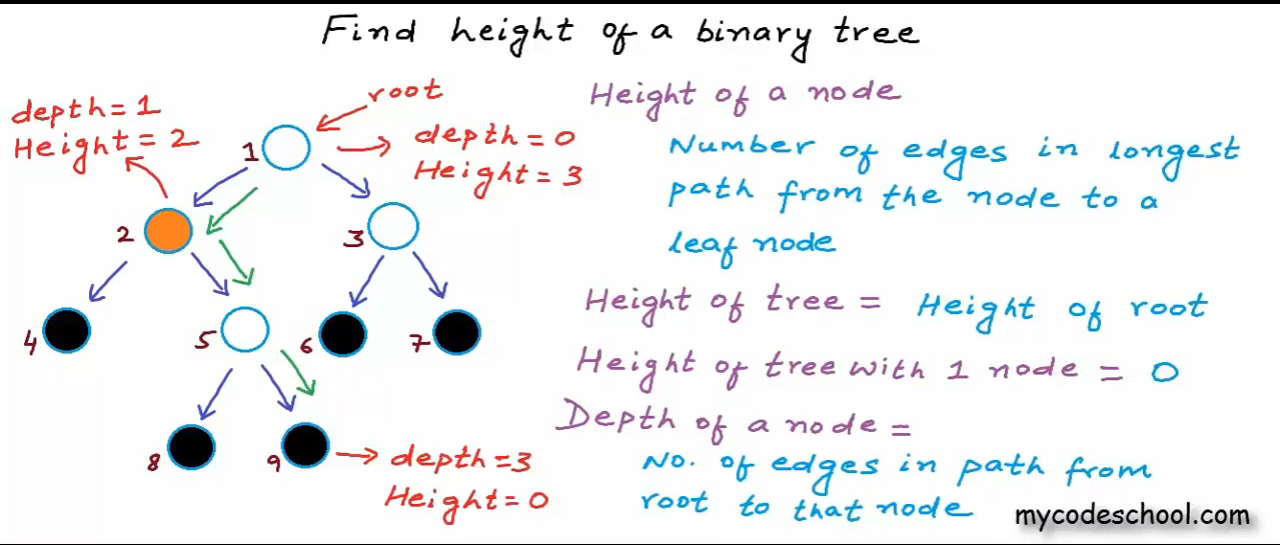 Find height of a binary tree
depth = 1
Height = 2
root
depth = 0
Height = 3
1
2
3
4
5
6
7
8
9
depth = 3
Height = 0
Height of a node
Number of edges in longest
path from the node to a
leaf node
Height of tree = Height of root
Height of tree with 1 node = 0
Depth of a node =
No. of edges in path from
root to that node
mycodeschool.com